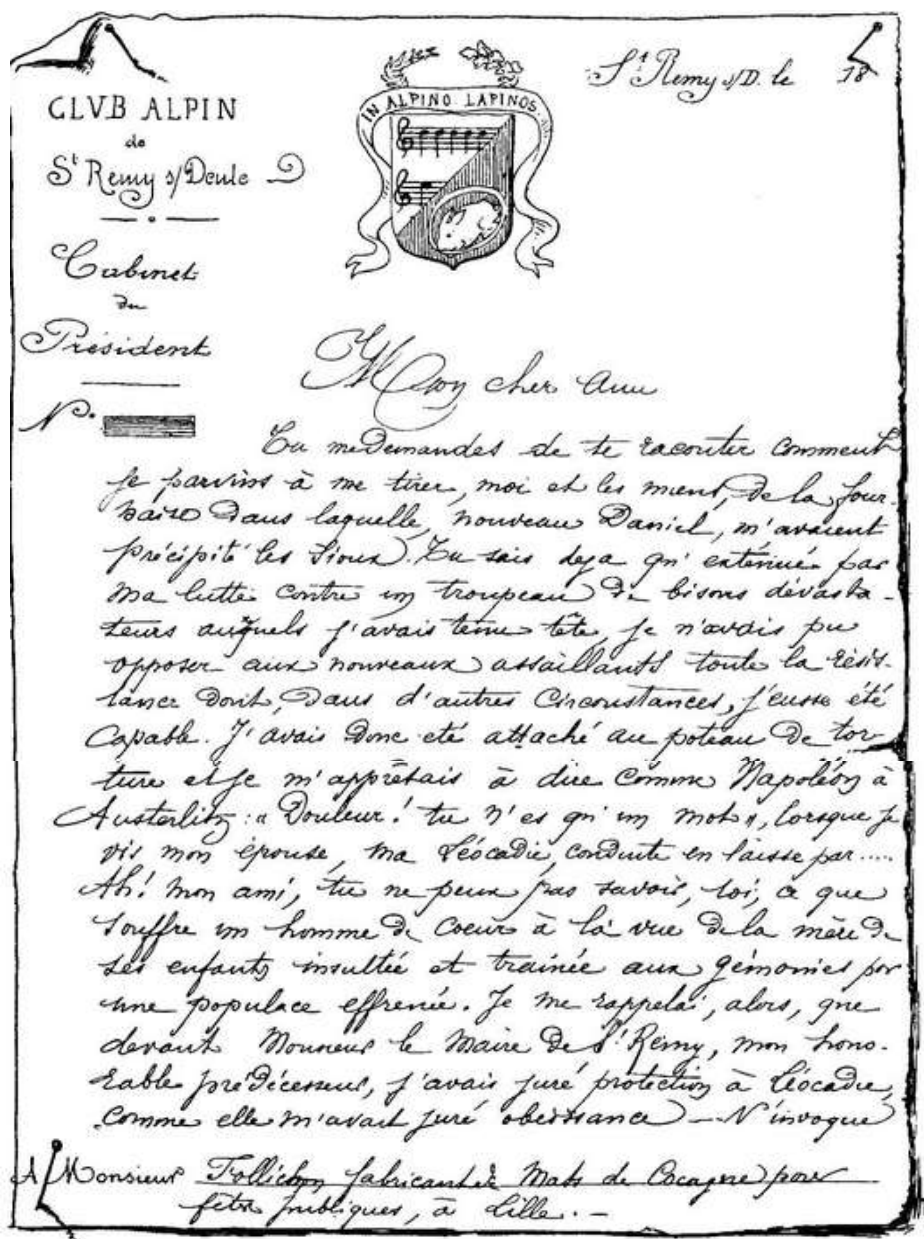 CLVB ALPIN
de
St Remy s/Deule
Cabinet
du
Président
No.
IN ALPINO LAPINOS.
St Remy s/D. le 18
Mon cher Ami
Tu me demandes de te raconter comment
je parvins à me tirer, moi et les miens, de la four-
naise dans laquelle, nouveau Daniel, m'avaient
précipité les Sioux. Tu sais deja qu'exténué par
ma lutte contre un troupeau de bisons dévasta-
teurs auxquels j'avais tenu tête, je n'avais pu
opposer aux nouveaux assaillants toute la résis-
tance dont, dans d'autres circonstances, j'eusse été
capable. J'avais donc été attaché au poteau de tor-
ture et je m'apprêtais à dire comme Napoléon à
Austerlitz : « Douleur ! tu n'es qu'un mot », lorsque je
vis mon épouse, ma Léocadie, conduite en laisse par....
Ah ! mon ami, tu ne peux pas savoir, toi, ce que
souffre un homme de coeur à la vue de la mère de
ses enfants insultée et trainée aux gémonies par
une populace effrenée. Je me rappelai, alors, que
devant Monsieur le Maire de St Remy, mon hono-
rable prédécesseur, j'avais juré protection à Léocadie,
comme elle m'avait juré obeissance — N'invoque
A Monsieur Follichon fabricant de Mats de Cocagne pour
fêtes publiques, à Lille. —